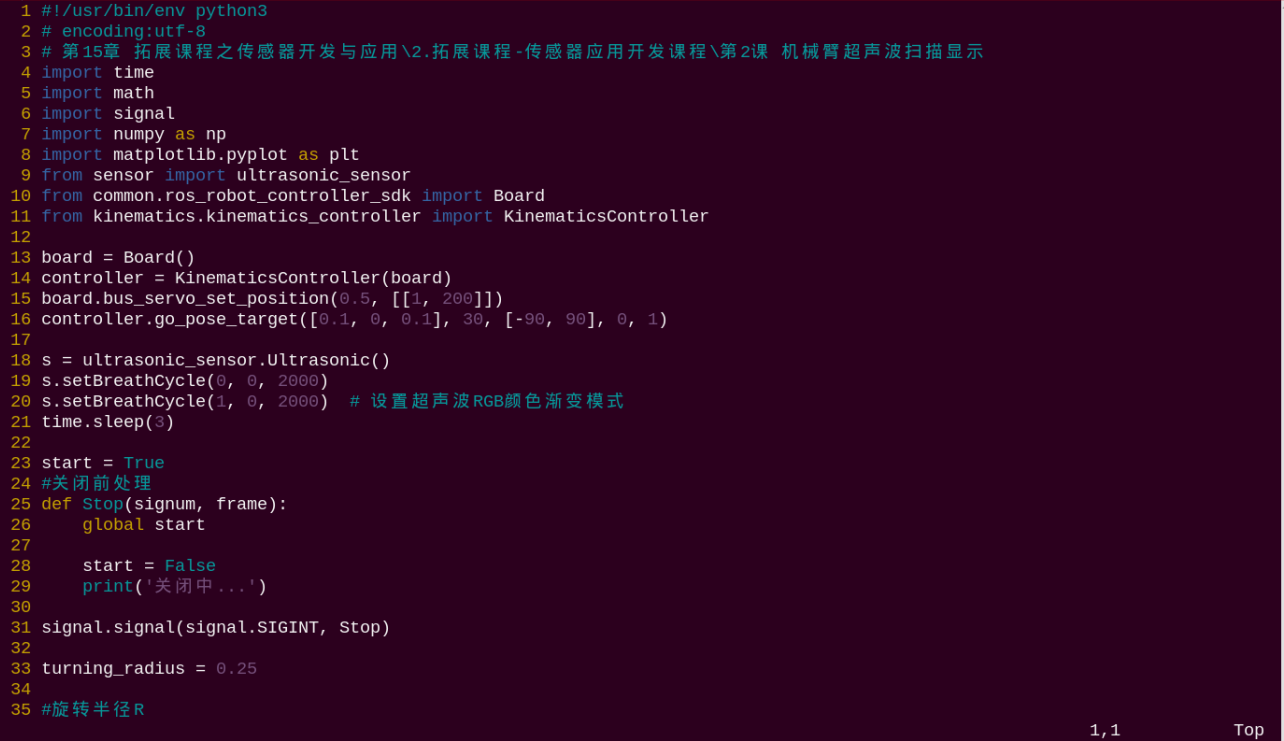 1 #!/usr/bin/env python3
2 # encoding:utf-8
3 # 第15章 拓展课程之传感器开发与应用\2.拓展课程-传感器应用开发课程\第2课 机械臂超声波扫描显示
4 import time
5 import math
6 import signal
7 import numpy as np
8 import matplotlib.pyplot as plt
9 from sensor import ultrasonic_sensor
10 from common.ros_robot_controller_sdk import Board
11 from kinematics.kinematics_controller import KinematicsController
12
13 board = Board()
14 controller = KinematicsController(board)
15 board.bus_servo_set_position(0.5, [[1, 200]])
16 controller.go_pose_target([0.1, 0, 0.1], 30, [-90, 90], 0, 1)
17
18 s = ultrasonic_sensor.Ultrasonic()
19 s.setBreathCycle(0, 0, 2000)
20 s.setBreathCycle(1, 0, 2000)  # 设置超声波RGB颜色渐变模式
21 time.sleep(3)
22
23 start = True
24 #关闭前处理
25 def Stop(signum, frame):
26     global start
27
28     start = False
29     print('关闭中...')
30
31 signal.signal(signal.SIGINT, Stop)
32
33 turning_radius = 0.25
34
35 #旋转半径R
1,1 Top